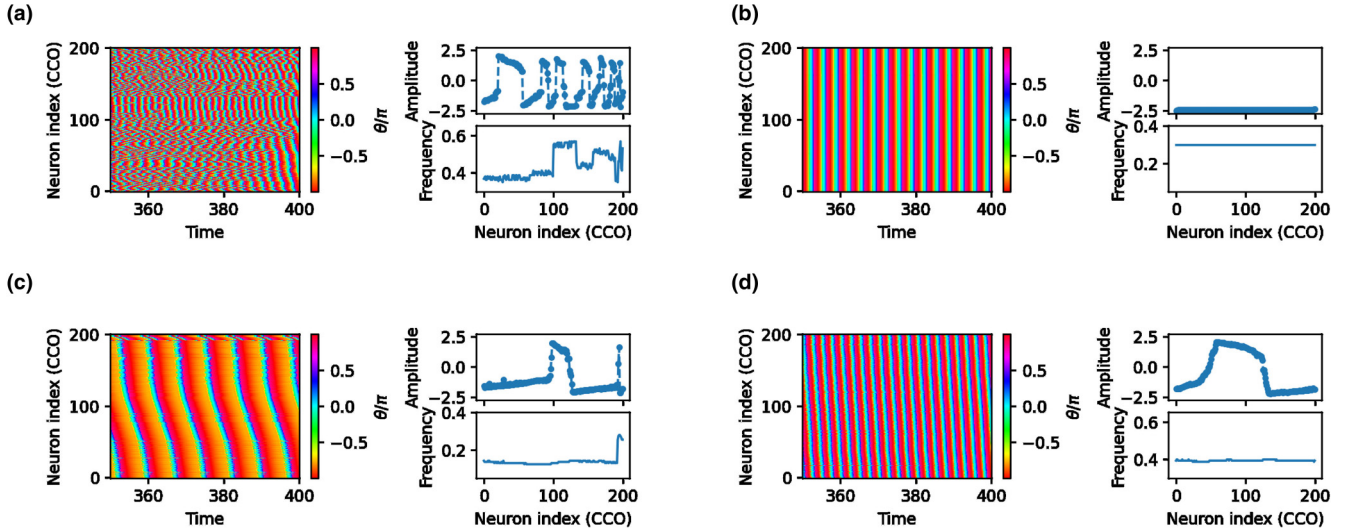 (a)
Neuron index (CCO)
200
100
0
360
380
400
Time
0.5
0.0
−0.5
θ/π
Amplitude
2.5
0.0
−2.5
Frequency
0.6
0.4
0
100
200
Neuron index (CCO)
(b)
Neuron index (CCO)
200
100
0
360
380
400
Time
0.5
0.0
−0.5
θ/π
Amplitude
2.5
0.0
−2.5
Frequency
0.4
0.2
0
100
200
Neuron index (CCO)
(c)
Neuron index (CCO)
200
100
0
360
380
400
Time
0.5
0.0
−0.5
θ/π
Amplitude
2.5
0.0
−2.5
Frequency
0.4
0.2
0
100
200
Neuron index (CCO)
(d)
Neuron index (CCO)
200
100
0
360
380
400
Time
0.5
0.0
−0.5
θ/π
Amplitude
2.5
0.0
−2.5
Frequency
0.6
0.4
0
100
200
Neuron index (CCO)